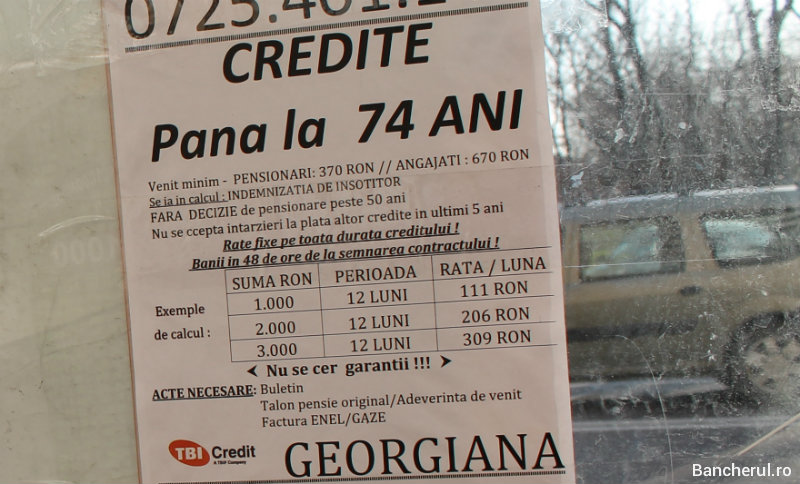 CREDITE
Pana la 74 ANI
Venit minim - PENSIONARI: 370 RON // ANGAJATI : 670 RON
Se ia in calcul : INDEMNIZATIA DE INSOTITOR
FARA DECIZIE de pensionare peste 50 ani
Nu se ccepta intarzieri la plata altor credite in ultimi 5 ani
Rate fixe pe toata durata creditului !
Banii in 48 de ore de la semnarea contractului !
Exemple de calcul :
SUMA RON PERIOADA RATA / LUNA
1.000 12 LUNI 111 RON
2.000 12 LUNI 206 RON
3.000 12 LUNI 309 RON
Nu se cer garantii !!!
ACTE NECESARE: Buletin
Talon pensie original/Adeverinta de venit
Factura ENEL/GAZE
TBI Credit
A TBIF Company
GEORGIANA
Bancherul.ro